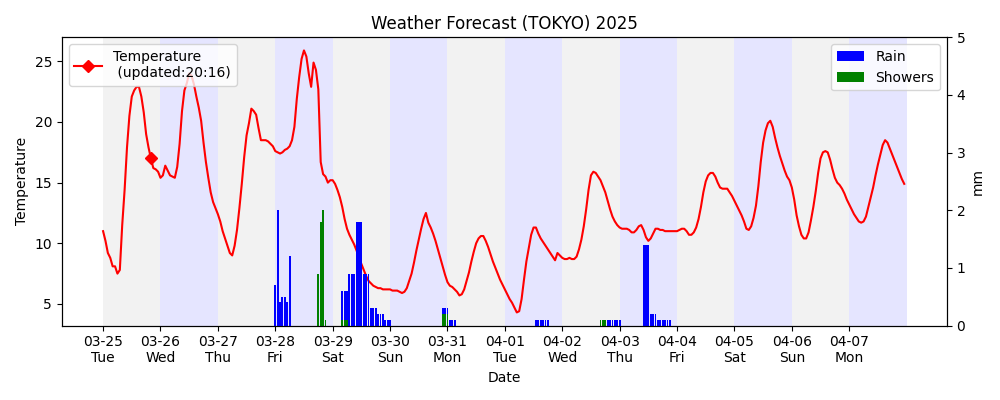 Weather Forecast (TOKYO) 2025
Temperature
(updated:20:16)
Rain
Showers
Temperature
25
20
15
10
5
5
4
3
2
1
0
mm
03-25 03-26 03-27 03-28 03-29 03-30 03-31 04-01 04-02 04-03 04-04 04-05 04-06 04-07
Tue Wed Thu Fri Sat Sun Mon Tue Wed Thu Fri Sat Sun Mon
Date